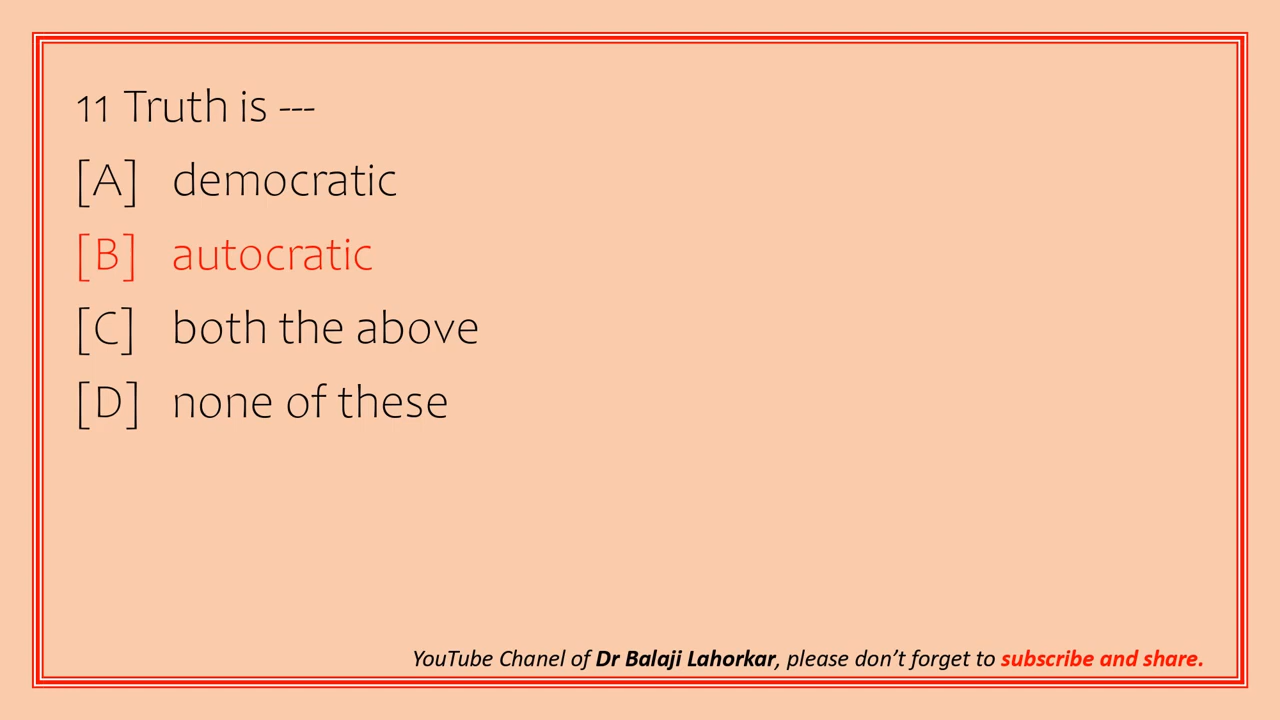 11 Truth is ---
[A] democratic
[B] autocratic
[C] both the above
[D] none of these
YouTube Chanel of Dr Balaji Lahorkar, please don’t forget to subscribe and share.